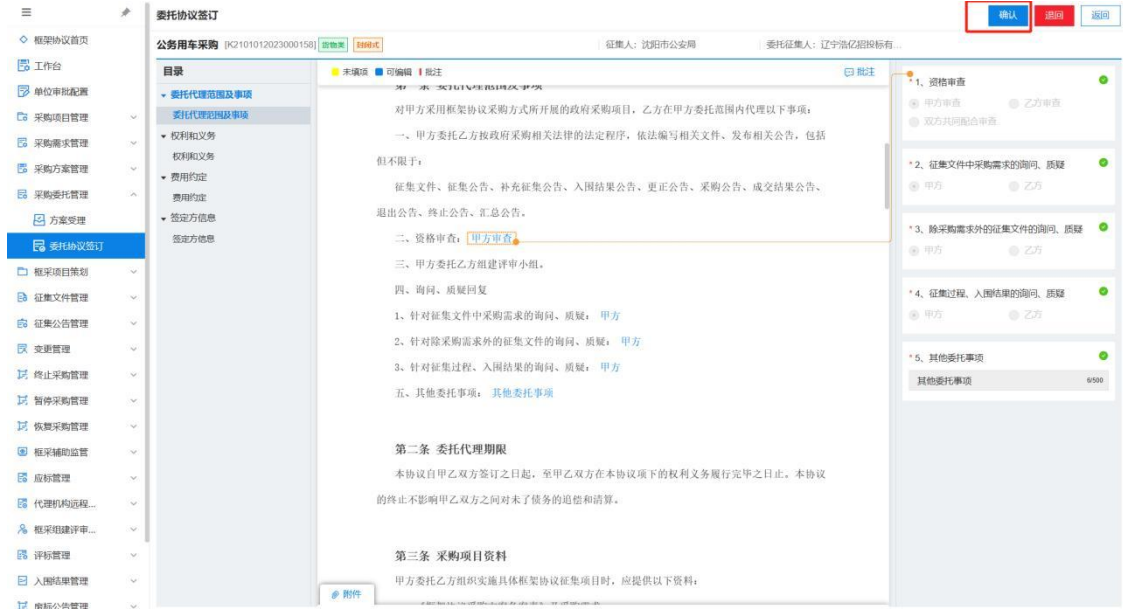 委托协议签订
确认
退回
返回
框架协议首页
工作台
单位审批配置
采购项目管理
采购需求管理
采购方案管理
采购委托管理
方案受理
委托协议签订
框采项目策划
征集文件管理
征集公告管理
变更管理
终止采购管理
暂停采购管理
恢复采购管理
框采辅助监管
应标管理
代理机构远程...
框采组建评审...
评标管理
入围结果管理
废标公告管理
公务用车采购 [K2101012023000158] 货物类 封闭式
征集人：沈阳市公安局
委托征集人：辽宁浩亿招投标有...
目录
委托代理范围及事项
委托代理范围及事项
权利和义务
权利和义务
费用约定
费用约定
签定方信息
签定方信息
未填项 可编辑 批注
批注
第一条 委托代理范围及事项
对甲方采用框架协议采购方式所开展的政府采购项目，乙方在甲方委托范围内代理以下事项：
一、甲方委托乙方按政府采购相关法律的法定程序，依法编写相关文件、发布相关公告，包括
但不限于：
征集文件、征集公告、补充征集公告、入围结果公告、更正公告、采购公告、成交结果公告、
退出公告、终止公告、汇总公告。
二、资格审查：甲方审查
三、甲方委托乙方组建评审小组。
四、询问、质疑回复
1、针对征集文件中采购需求的询问、质疑：甲方
2、针对除采购需求外的征集文件的询问、质疑：甲方
3、针对征集过程、入围结果的询问、质疑：甲方
五、其他委托事项：其他委托事项
第二条 委托代理期限
本协议自甲乙双方签订之日起，至甲乙双方在本协议项下的权利义务履行完毕之日止。本协议
的终止不影响甲乙双方之间对未了债务的追偿和清算。
第三条 采购项目资料
甲方委托乙方组织实施具体框架协议征集项目时，应提供以下资料：
附件
* 1、资格审查
甲方审查 乙方审查
双方共同配合审查
* 2、征集文件中采购需求的询问、质疑
甲方 乙方
* 3、除采购需求外的征集文件的询问、质疑
甲方 乙方
* 4、征集过程、入围结果的询问、质疑
甲方 乙方
* 5、其他委托事项
其他委托事项 6/500